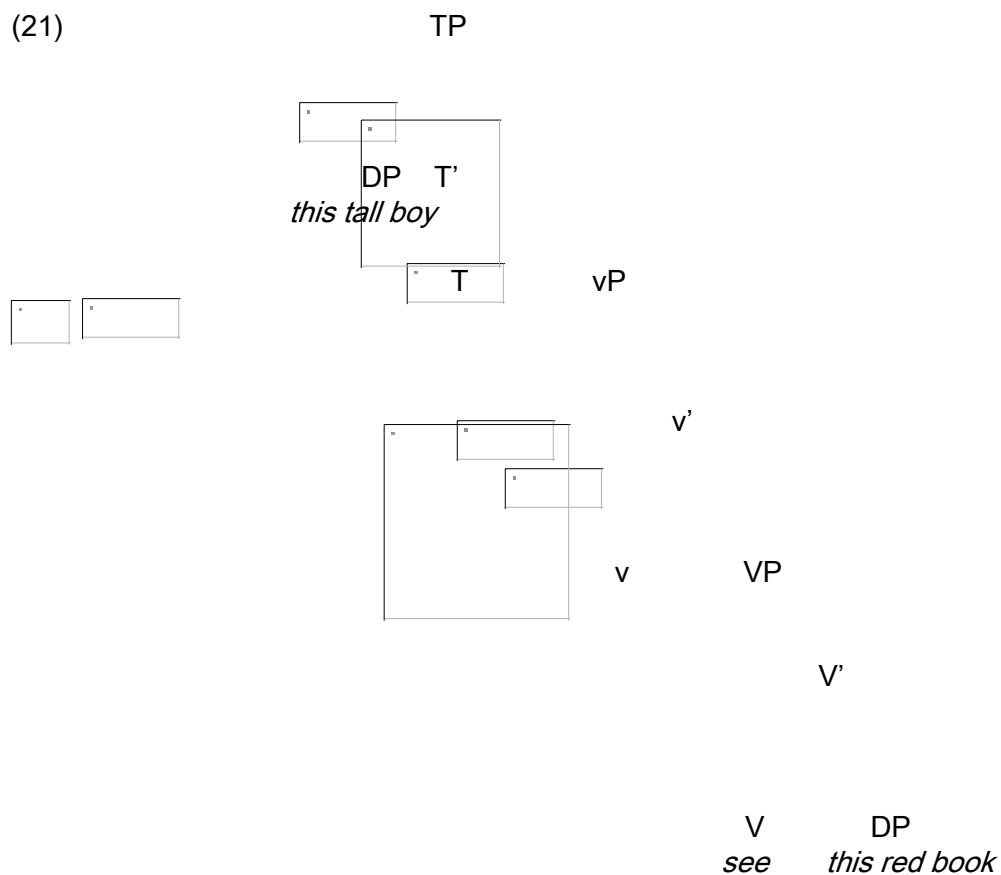 (21) TP
DP T’
this tall boy
T vP
v’
v VP
V’
V DP
see this red book